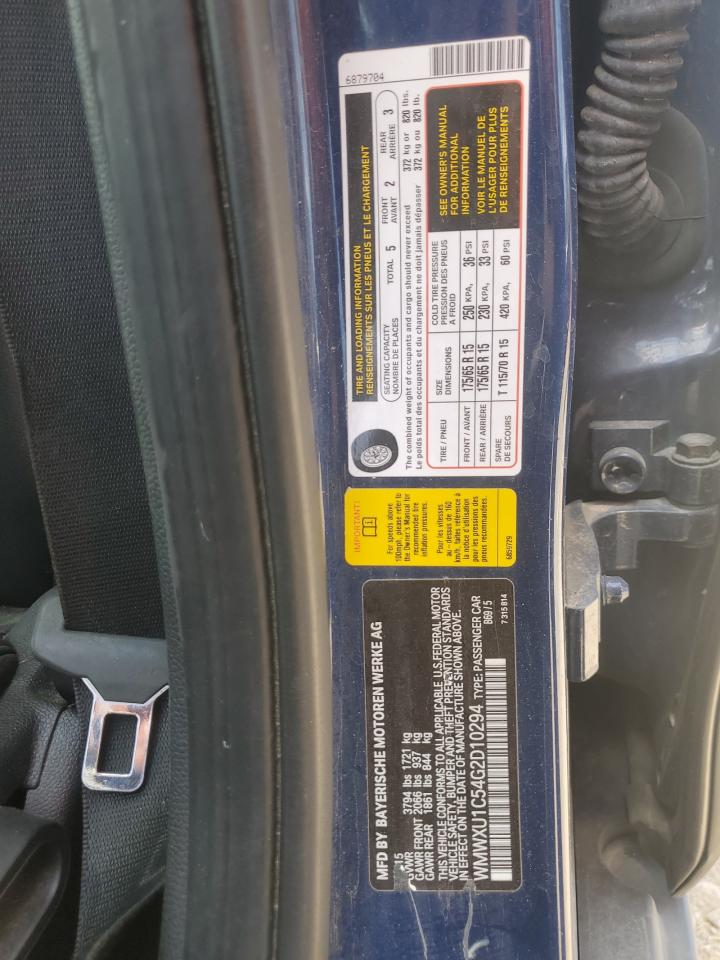 6879704
TIRE AND LOADING INFORMATION
RENSEIGNEMENTS SUR LES PNEUS ET LE CHARGEMENT
SEATING CAPACITY
NOMBRE DE PLACES
TOTAL 5
FRONT
AVANT
2
REAR
ARRIÈRE
3
The combined weight of occupants and cargo should never exceed 372 kg or 820 lbs.
Le poids total des occupants et du chargement ne doit jamais dépasser 372 kg ou 820 lb.
TIRE / PNEU
SIZE
DIMENSIONS
COLD TIRE PRESSURE
PRESSION DES PNEUS
A FROID
FRONT / AVANT 175/65 R 15 250 KPA, 36 PSI
REAR / ARRIÈRE 175/65 R 15 230 KPA, 33 PSI
SPARE
DE SECOURS
T 115/70 R 15 420 KPA, 60 PSI
SEE OWNER'S MANUAL
FOR ADDITIONAL
INFORMATION
VOIR LE MANUEL DE
L'USAGER POUR PLUS
DE RENSEIGNEMENTS
IMPORTANT!
For speeds above
100mph, please refer to
the Owner's Manual for
recommended tire
inflation pressures.
Pour les vitesses
au-dessus de 160
km/h, faites référence à
la notice d'utilisation
pour les pressions des
pneus recommandées.
6859729
MFD BY BAYERISCHE MOTOREN WERKE AG
15
GVWR 3794 lbs 1721 kg
GAWR FRONT 2066 lbs 937 kg
GAWR REAR 1861 lbs 844 kg
THIS VEHICLE CONFORMS TO ALL APPLICABLE U.S.FEDERAL MOTOR
VEHICLE SAFETY, BUMPER AND THEFT PREVENTION STANDARDS
IN EFFECT ON THE DATE OF MANUFACTURE SHOWN ABOVE.
WMWXU1C54G2D10294 TYPE: PASSENGER CAR
B69 / 5
7 315 814